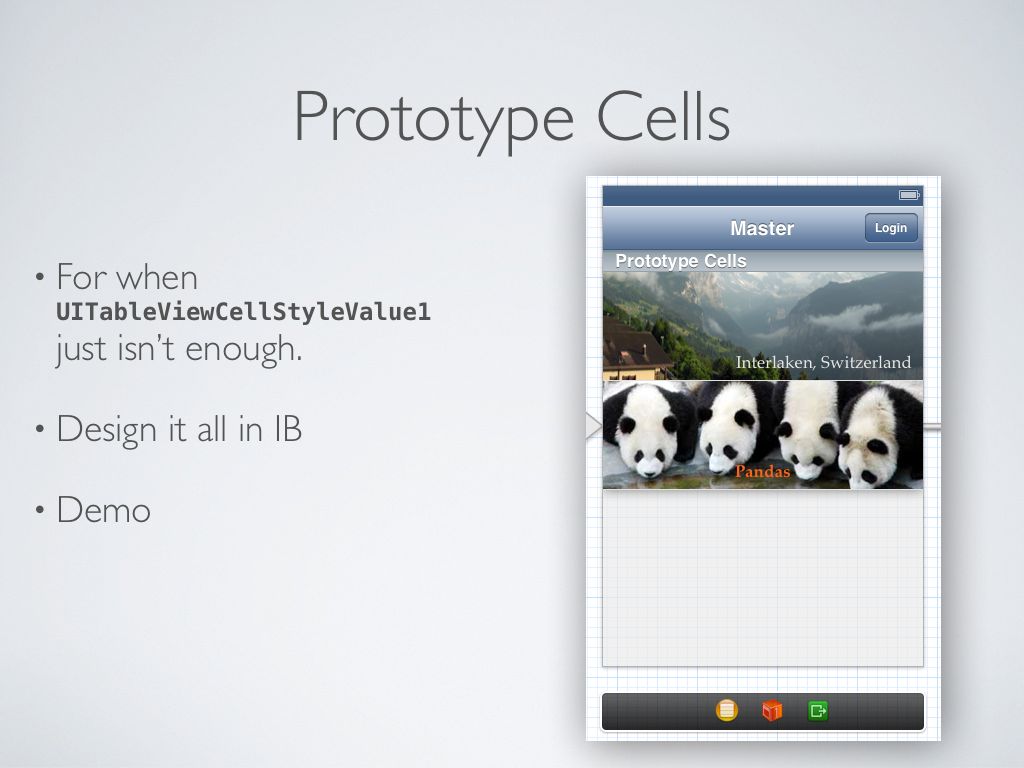 Prototype Cells
• For when
UITableViewCellStyleValue1
just isn’t enough.
• Design it all in IB
• Demo
Master
Login
Prototype Cells
Interlaken, Switzerland
Pandas